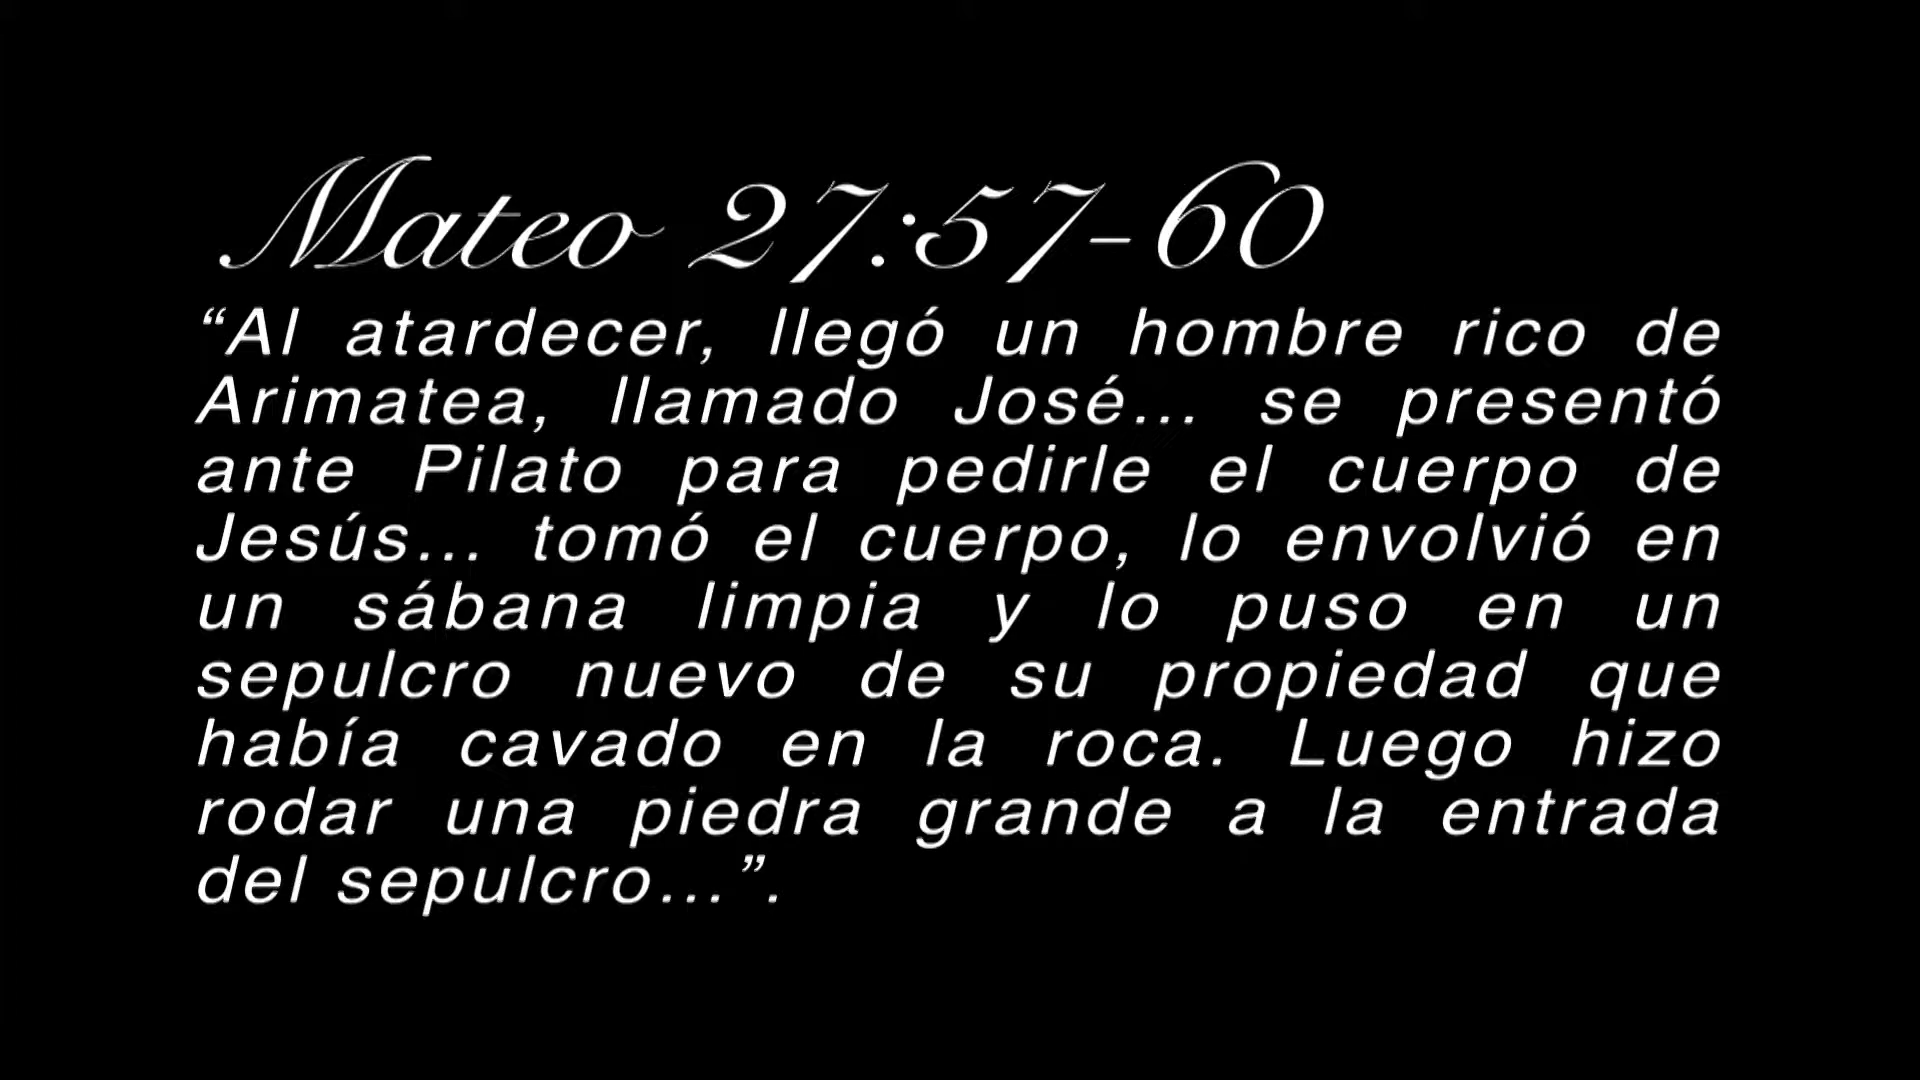 Mateo 27:57-60
“Al atardecer, llegó un hombre rico de
Arimatea, llamado José... se presentó
ante Pilato para pedirle el cuerpo de
Jesús... tomó el cuerpo, lo envolvió en
un sábana limpia y lo puso en un
sepulcro nuevo de su propiedad que
había cavado en la roca. Luego hizo
rodar una piedra grande a la entrada
del sepulcro...”.